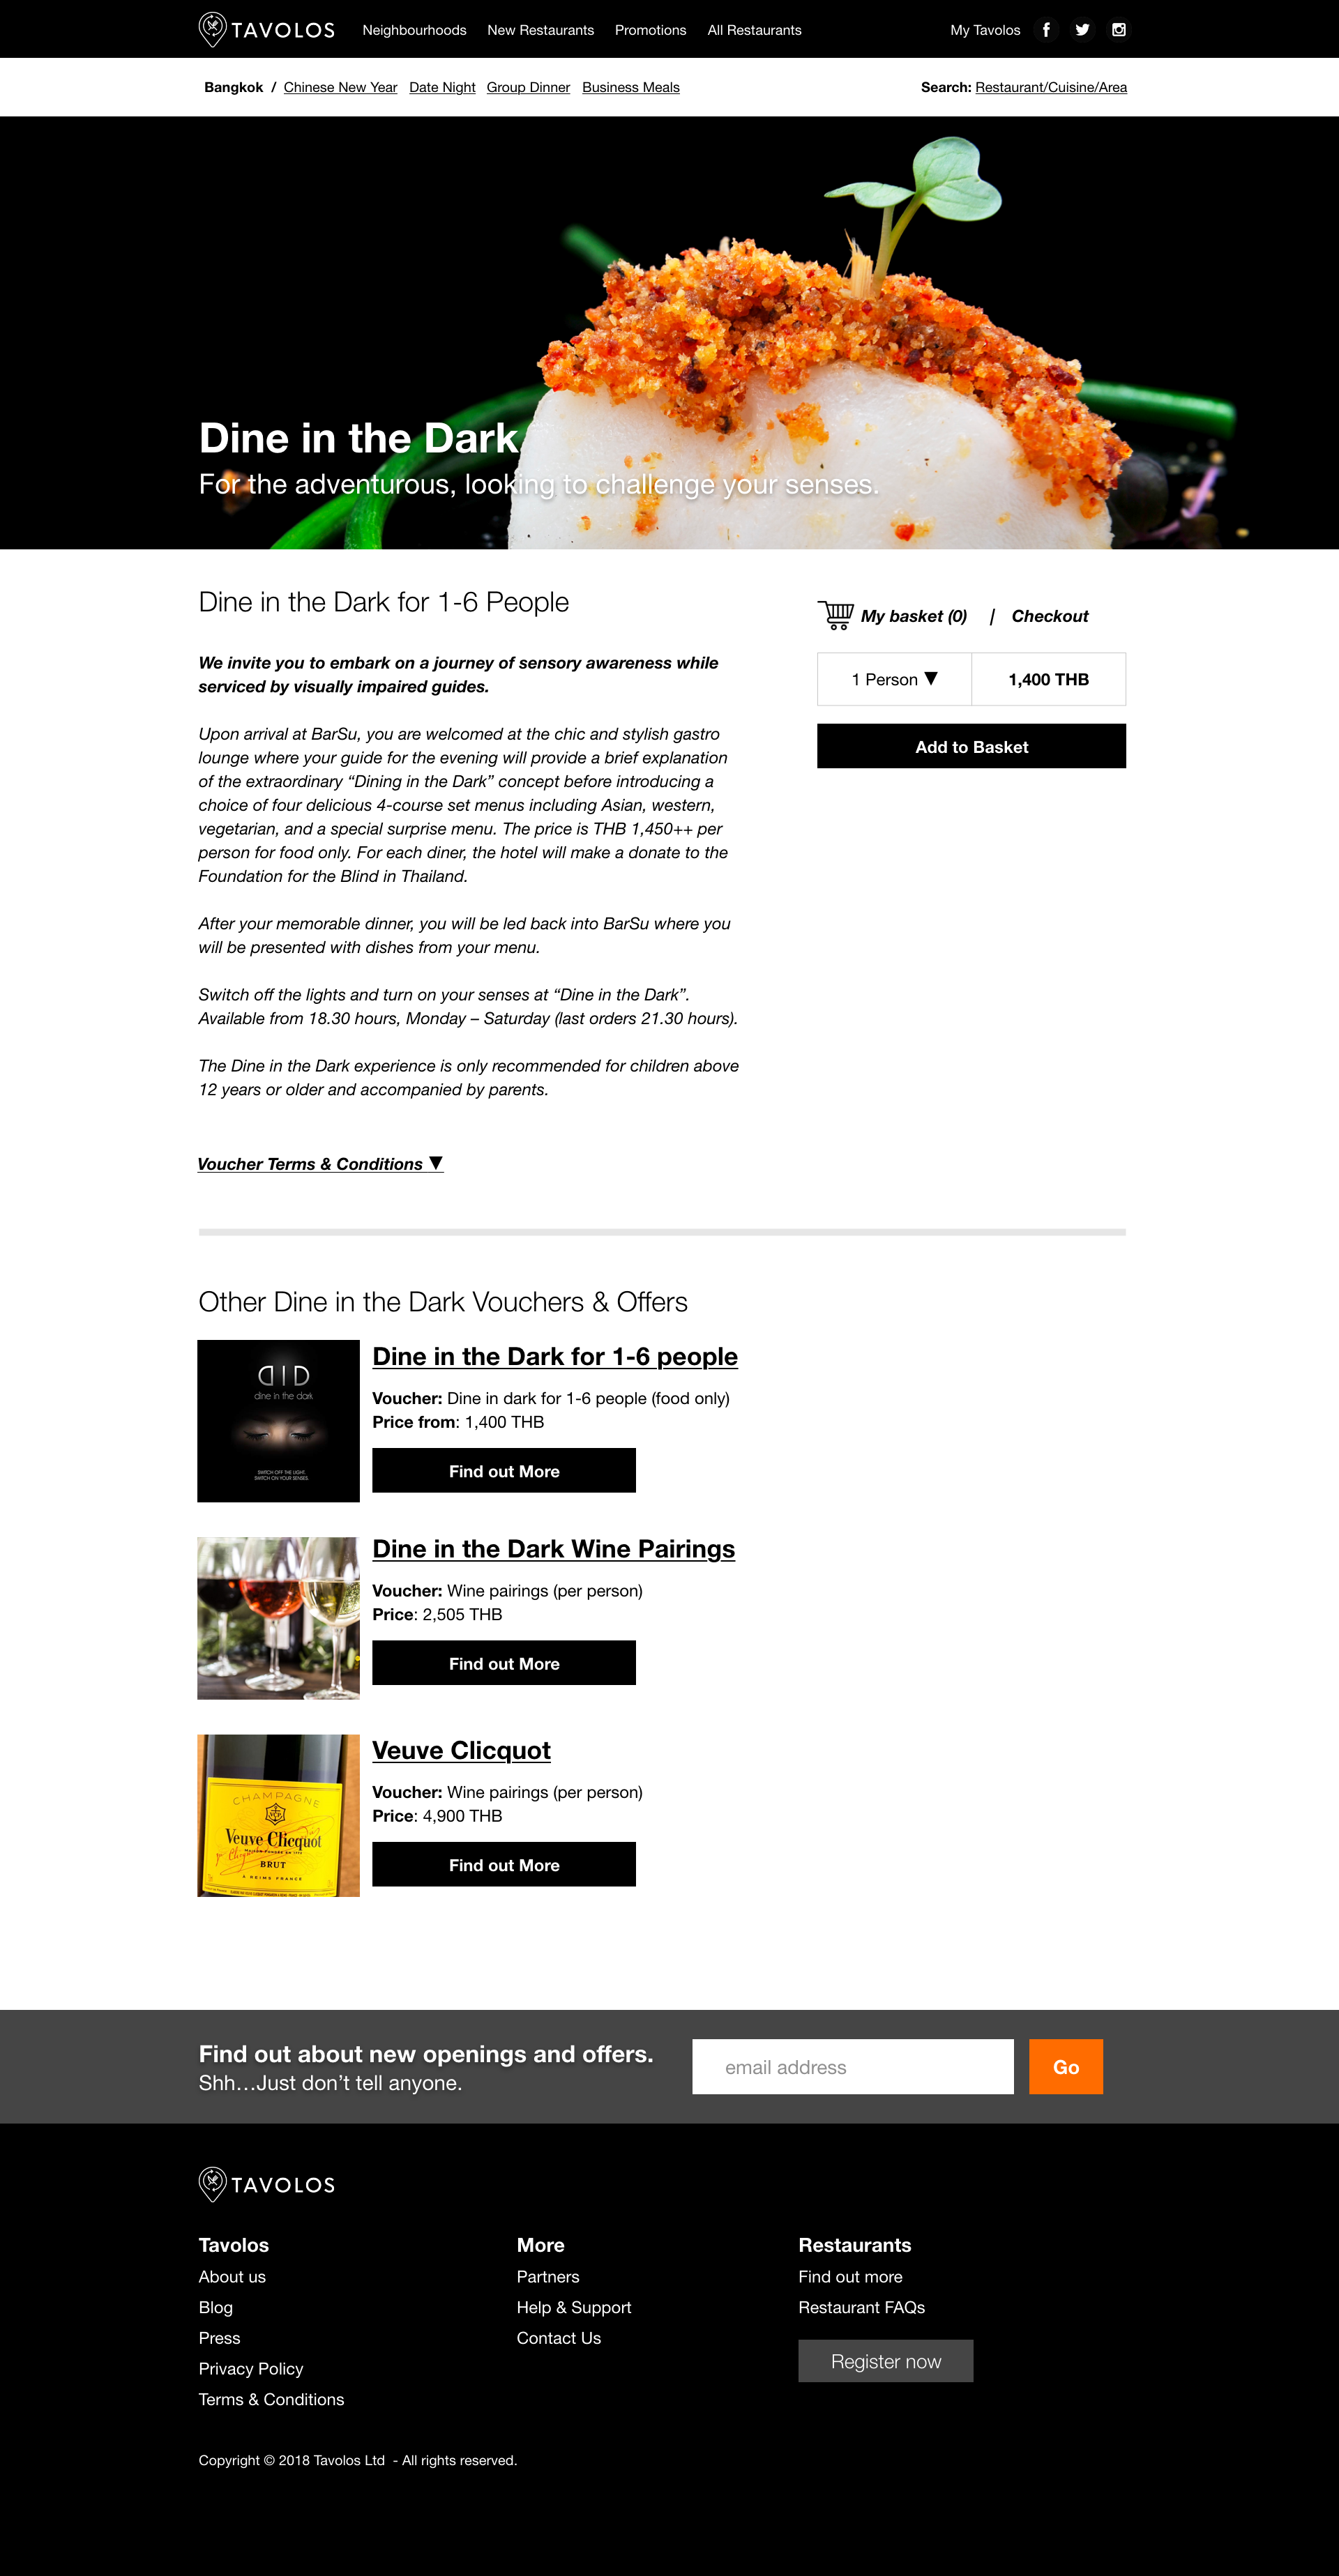 TAVOLOS
Neighbourhoods New Restaurants Promotions All Restaurants
My Tavolos
Bangkok / Chinese New Year Date Night Group Dinner Business Meals
Search: Restaurant/Cuisine/Area
Dine in the Dark
For the adventurous, looking to challenge your senses.
Dine in the Dark for 1-6 People
We invite you to embark on a journey of sensory awareness while
serviced by visually impaired guides.
Upon arrival at BarSu, you are welcomed at the chic and stylish gastro
lounge where your guide for the evening will provide a brief explanation
of the extraordinary “Dining in the Dark” concept before introducing a
choice of four delicious 4-course set menus including Asian, western,
vegetarian, and a special surprise menu. The price is THB 1,450++ per
person for food only. For each diner, the hotel will make a donate to the
Foundation for the Blind in Thailand.
After your memorable dinner, you will be led back into BarSu where you
will be presented with dishes from your menu.
Switch off the lights and turn on your senses at “Dine in the Dark”.
Available from 18.30 hours, Monday – Saturday (last orders 21.30 hours).
The Dine in the Dark experience is only recommended for children above
12 years or older and accompanied by parents.
Voucher Terms & Conditions ▼
My basket (0) | Checkout
1 Person ▼ 1,400 THB
Add to Basket
Other Dine in the Dark Vouchers & Offers
DID
dine in the dark
SWITCH OFF THE LIGHT.
SWITCH ON YOUR SENSES.
Dine in the Dark for 1-6 people
Voucher: Dine in dark for 1-6 people (food only)
Price from: 1,400 THB
Find out More
Dine in the Dark Wine Pairings
Voucher: Wine pairings (per person)
Price: 2,505 THB
Find out More
CHAMPAGNE
Veuve Clicquot
BRUT
A REIMS FRANCE
Veuve Clicquot
Voucher: Wine pairings (per person)
Price: 4,900 THB
Find out More
Find out about new openings and offers.
Shh…Just don’t tell anyone.
email address
Go
TAVOLOS
Tavolos
About us
Blog
Press
Privacy Policy
Terms & Conditions
More
Partners
Help & Support
Contact Us
Restaurants
Find out more
Restaurant FAQs
Register now
Copyright © 2018 Tavolos Ltd - All rights reserved.